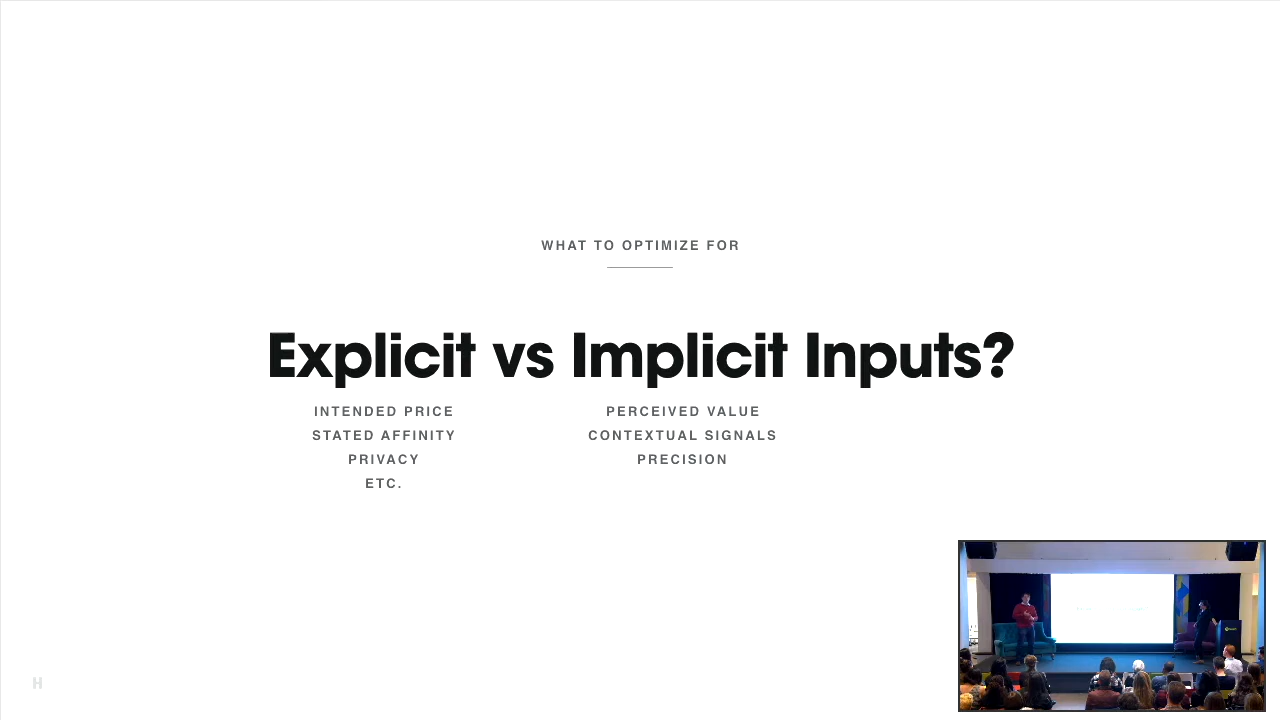 WHAT TO OPTIMIZE FOR
Explicit vs Implicit Inputs?
INTENDED PRICE
STATED AFFINITY
PRIVACY
ETC.
PERCEIVED VALUE
CONTEXTUAL SIGNALS
PRECISION
H